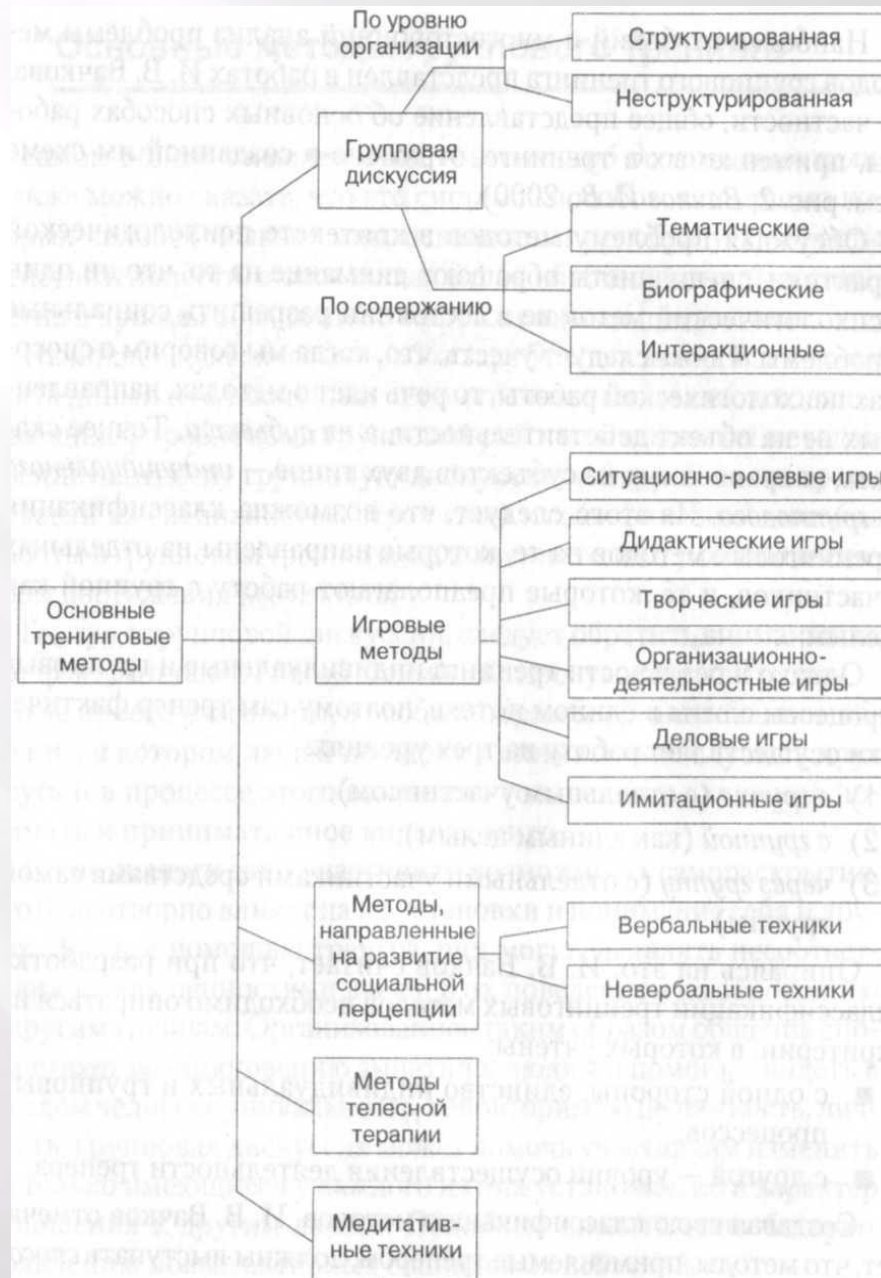 По уровню
организации
Структурированная
Неструктурированная
Групповая
дискуссия
По содержанию
Тематические
Биографические
Интеракционные
Основные
тренинговые
методы
Игровые
методы
Ситуационно-ролевые игры
Дидактические игры
Творческие игры
Организационно-
деятельностные игры
Деловые игры
Имитационные игры
Методы,
направленные
на развитие
социальной
перцепции
Вербальные техники
Невербальные техники
Методы
телесной
терапии
Медитатив-
ные техники